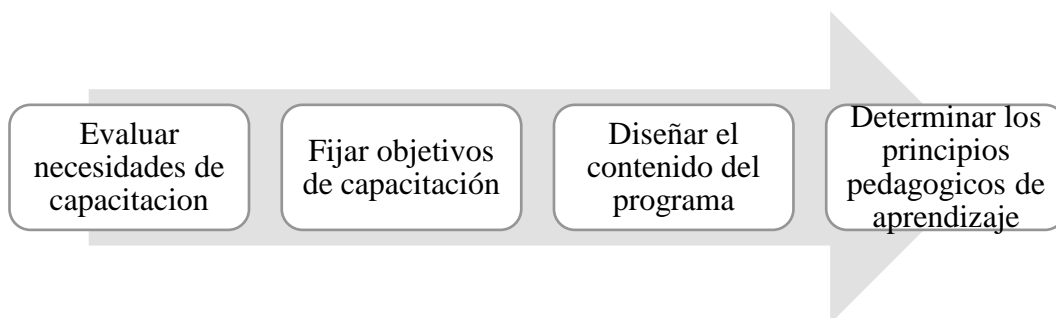 Evaluar
necesidades de
capacitacion
Fijar objetivos
de capacitación
Diseñar el
contenido del
programa
Determinar los
principios
pedagogicos de
aprendizaje